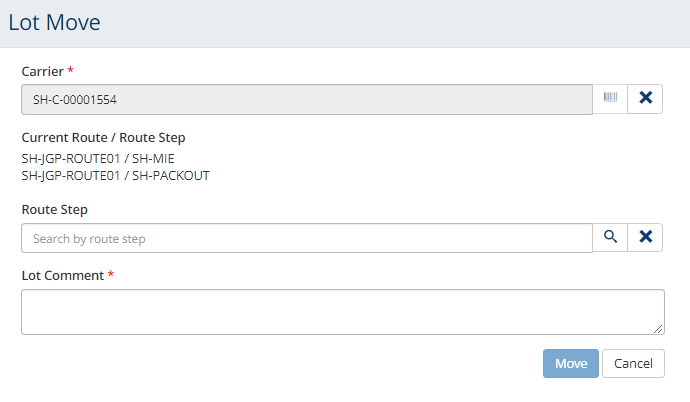 Lot Move
Carrier *
SH-C-00001554
Current Route / Route Step
SH-JGP-ROUTE01 / SH-MIE
SH-JGP-ROUTE01 / SH-PACKOUT
Route Step
Search by route step
Lot Comment *
Move Cancel